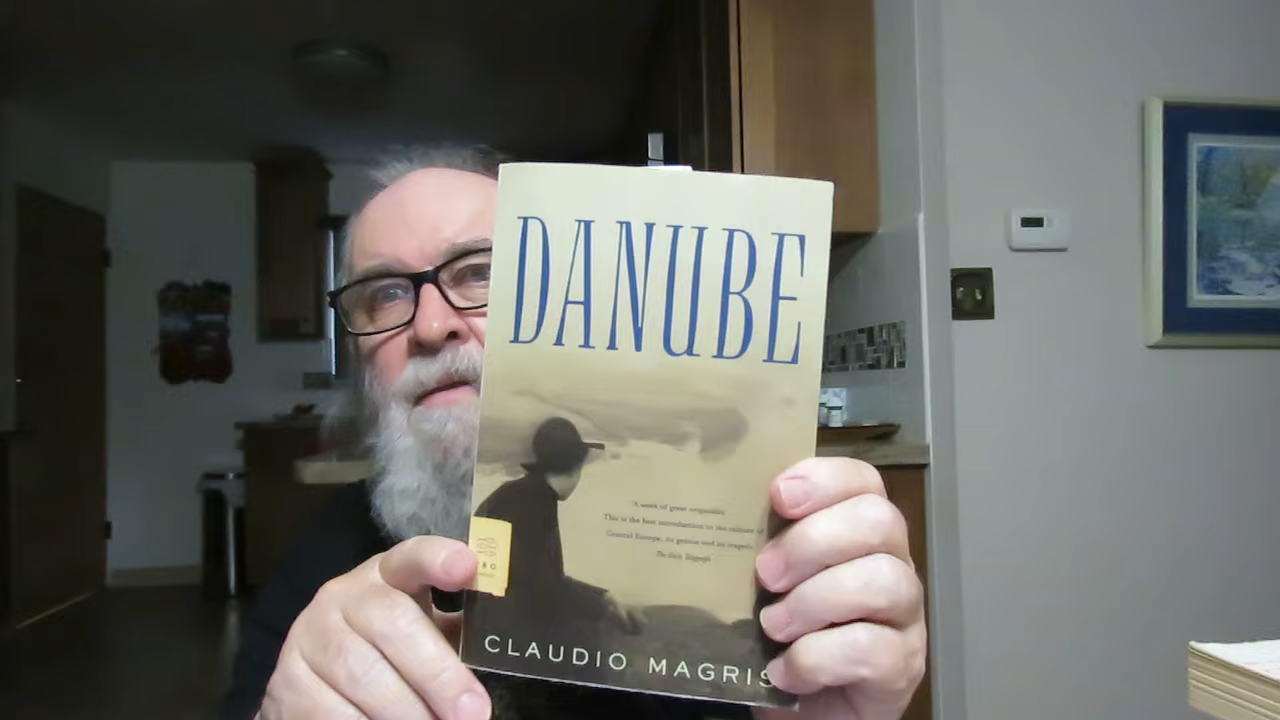 DANUBE
"A work of great originality.
This is the best introduction to the culture of
Central Europe, its genius and its tragedy.
The Daily Telegraph
CLAUDIO MAGRIS